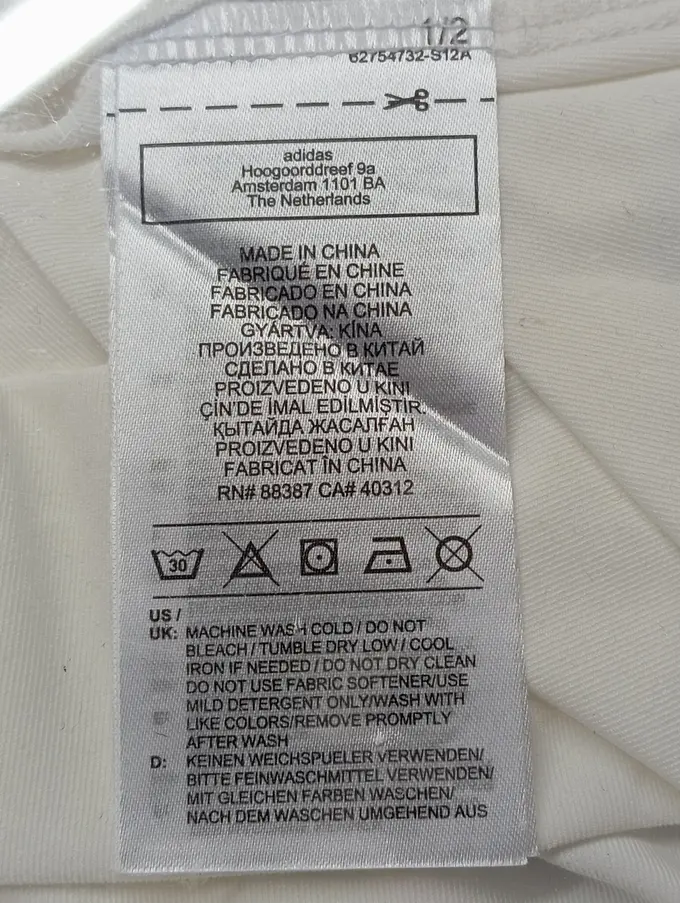 1/2
62754732-S12A
adidas
Hoogoorddreef 9a
Amsterdam 1101 BA
The Netherlands
MADE IN CHINA
FABRIQUÉ EN CHINE
FABRICADO EN CHINA
FABRICADO NA CHINA
GYÁRTVA: KÍNA
ПРОИЗВЕДЕНО В КИТАЙ
СДЕЛАНО В КИТАЕ
PROIZVEDENO U KINI
ÇİN'DE İMAL EDİLMİŞTİR.
ҚЫТАЙДА ЖАСАЛҒАН
PROIZVEDENO U KINI
FABRICAT ÎN CHINA
RN# 88387 CA# 40312
30
US /
UK: MACHINE WASH COLD / DO NOT
BLEACH / TUMBLE DRY LOW / COOL
IRON IF NEEDED / DO NOT DRY CLEAN
DO NOT USE FABRIC SOFTENER/USE
MILD DETERGENT ONLY/WASH WITH
LIKE COLORS/REMOVE PROMPTLY
AFTER WASH
D: KEINEN WEICHSPUELER VERWENDEN/
BITTE FEINWASCHMITTEL VERWENDEN/
MIT GLEICHEN FARBEN WASCHEN/
NACH DEM WASCHEN UMGEHEND AUS